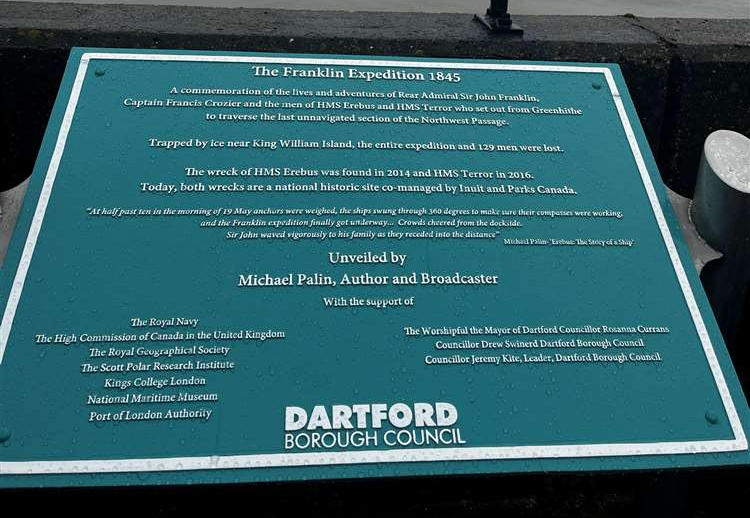 The Franklin Expedition 1845
A commemoration of the lives and adventures of Rear Admiral Sir John Franklin,
Captain Francis Crozier and the men of HMS Erebus and HMS Terror who set out from Greenhithe
to traverse the last unnavigated section of the Northwest Passage.
Trapped by ice near King William Island, the entire expedition and 129 men were lost.
The wreck of HMS Erebus was found in 2014 and HMS Terror in 2016.
Today, both wrecks are a national historic site co-managed by Inuit and Parks Canada.
"At half past ten in the morning of 19 May anchors were weighed, the ships swung through 360 degrees to make sure their compasses were working,
and the Franklin expedition finally got underway... Crowds cheered from the dockside.
Sir John waved vigorously to his family as they receded into the distance"
Michael Palin-'Erebus: The Story of a Ship'
Unveiled by
Michael Palin, Author and Broadcaster
With the support of
The Royal Navy
The High Commission of Canada in the United Kingdom
The Royal Geographical Society
The Scott Polar Research Institute
Kings College London
National Maritime Museum
Port of London Authority
The Worshipful the Mayor of Dartford Councillor Rosanna Currans
Councillor Drew Swinerd Dartford Borough Council
Councillor Jeremy Kite, Leader, Dartford Borough Council
DARTFORD
BOROUGH COUNCIL